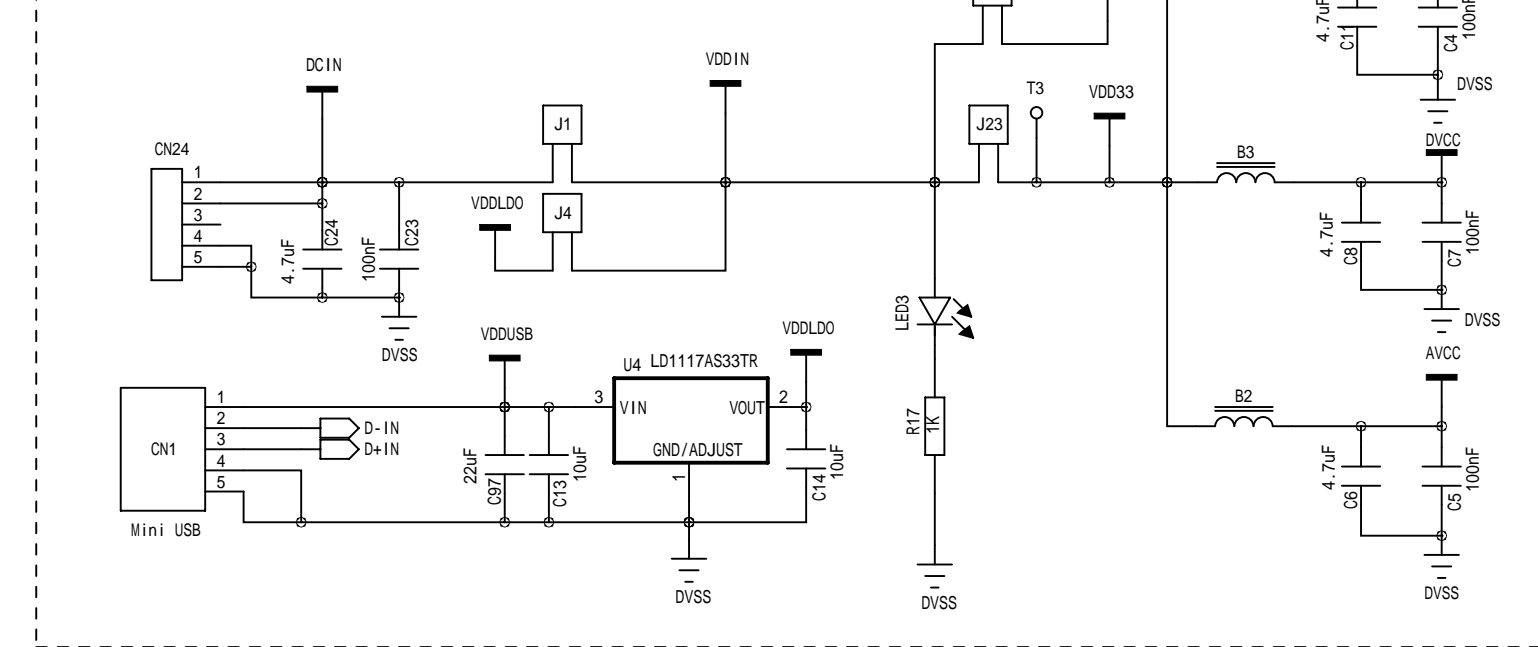 4.7uF
C11
C4
100nF
DVSS
DCIN
VDDIN
T3
VDD33
J1
J23
DVCC
CN24
B3
1
2
3
4
5
VDDLDO
J4
C24
4.7uF
C23
100nF
4.7uF
C8
C7
100nF
LED3
DVSS
DVSS
VDDUSB
VDDLDO
AVCC
U4 LD1117AS33TR
1
2
3
4
5
CN1
D-IN
D+IN
Mini USB
3
VIN
VOUT
2
GND/ADJUST
1
22uF
C97
10uF
C13
C14
10uF
R17
1K
B2
4.7uF
C6
C5
100nF
DVSS
DVSS
DVSS